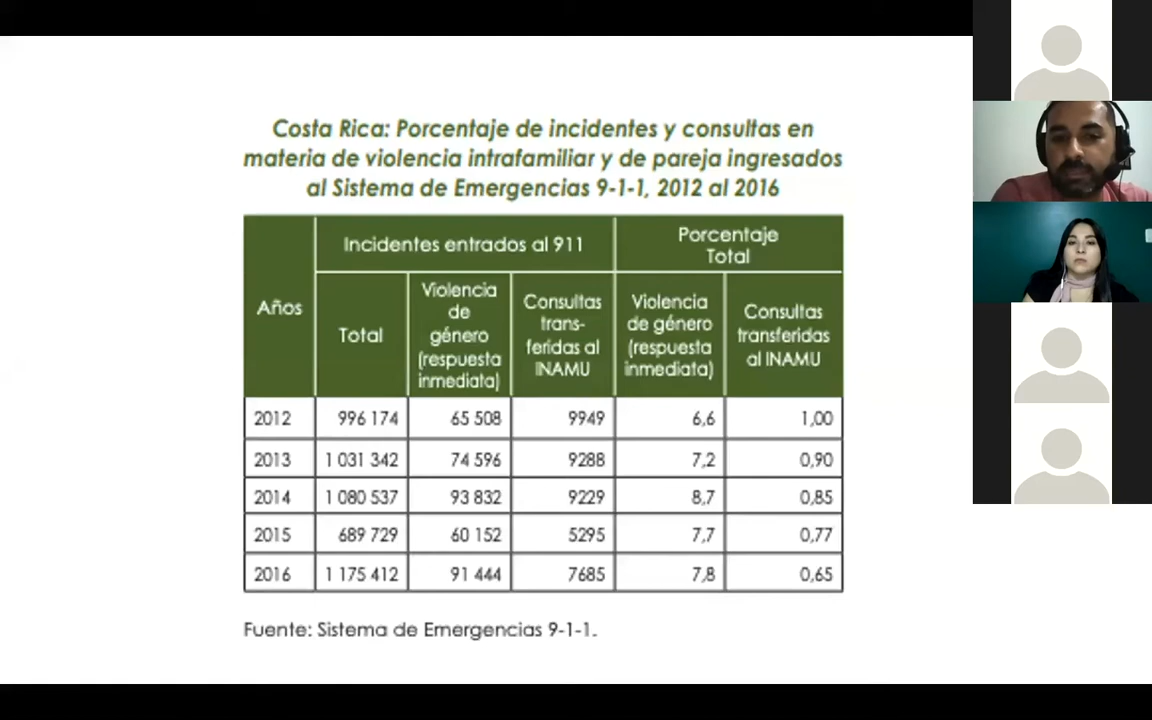 Costa Rica: Porcentaje de incidentes y consultas en
materia de violencia intrafamiliar y de pareja ingresados
al Sistema de Emergencias 9-1-1, 2012 al 2016
Años
Incidentes entrados al 911
Porcentaje
Total
Total
Violencia
de
género
(respuesta
inmediata)
Consultas
trans-
feridas al
INAMU
Violencia
de género
(respuesta
inmediata)
Consultas
transferidas
al INAMU
2012 996 174 65 508 9949 6,6 1,00
2013 1 031 342 74 596 9288 7,2 0,90
2014 1 080 537 93 832 9229 8,7 0,85
2015 689 729 60 152 5295 7,7 0,77
2016 1 175 412 91 444 7685 7,8 0,65
Fuente: Sistema de Emergencias 9-1-1.